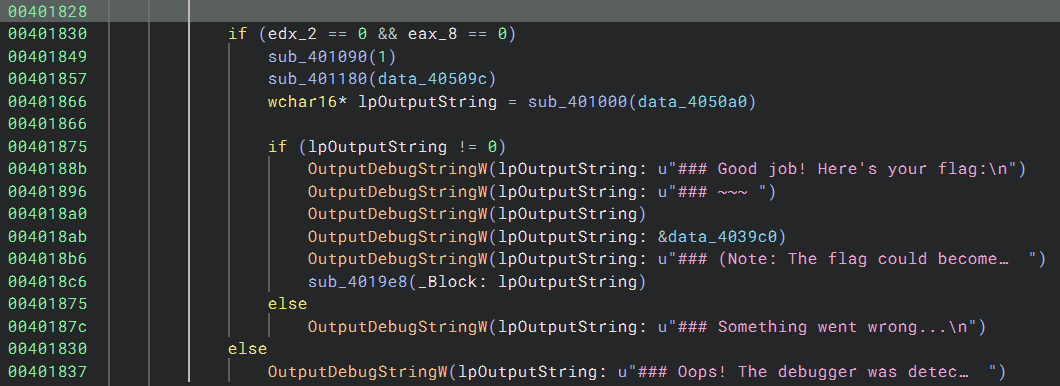 00401828
00401830 if (edx_2 == 0 && eax_8 == 0)
00401849 sub_401090(1)
00401857 sub_401180(data_40509c)
00401866 wchar16* lpOutputString = sub_401000(data_4050a0)
00401866
00401875 if (lpOutputString != 0)
0040188b OutputDebugStringW(lpOutputString: u"### Good job! Here's your flag:\n")
00401896 OutputDebugStringW(lpOutputString: u"### ~~~ ")
004018a0 OutputDebugStringW(lpOutputString)
004018ab OutputDebugStringW(lpOutputString: &data_4039c0)
004018b6 OutputDebugStringW(lpOutputString: u"### (Note: The flag could become… ")
004018c6 sub_4019e8(_Block: lpOutputString)
00401875 else
0040187c OutputDebugStringW(lpOutputString: u"### Something went wrong...\n")
00401830 else
00401837 OutputDebugStringW(lpOutputString: u"### Oops! The debugger was detec… ")